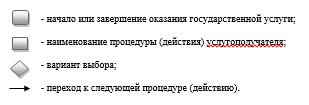 - начало или завершение оказания государственной услуги;
- наименование процедуры (действия) услугополучателя;
- вариант выбора;
- переход к следующей процедуре (действию).